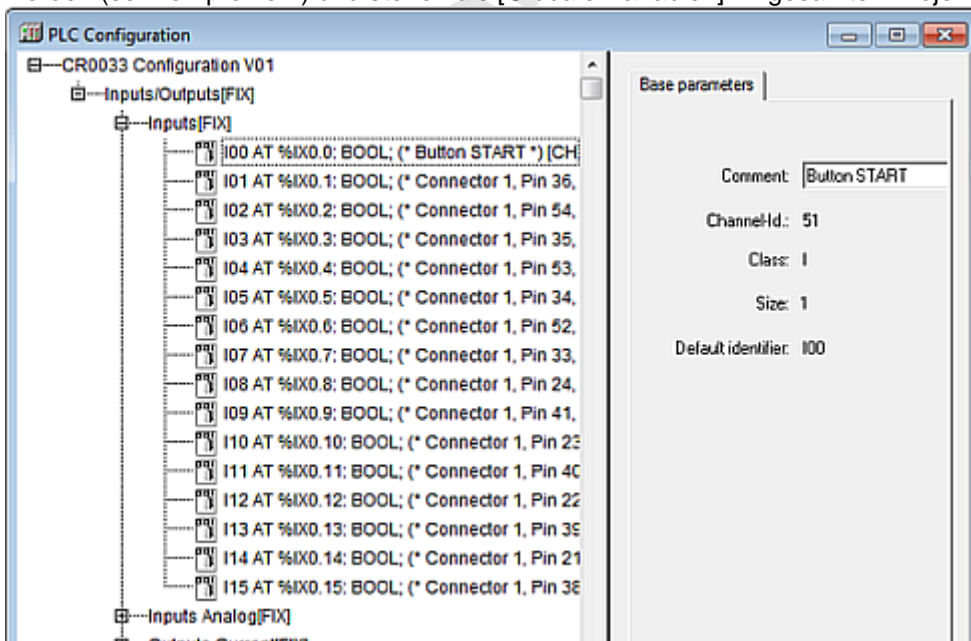 PLC Configuration
CR0033 Configuration V01
Inputs/Outputs[FIX]
Inputs[FIX]
I00 AT %IX0.0: BOOL; (* Button START *) [CH
I01 AT %IX0.1: BOOL; (* Connector 1, Pin 36,
I02 AT %IX0.2: BOOL; (* Connector 1, Pin 54,
I03 AT %IX0.3: BOOL; (* Connector 1, Pin 35,
I04 AT %IX0.4: BOOL; (* Connector 1, Pin 53,
I05 AT %IX0.5: BOOL; (* Connector 1, Pin 34,
I06 AT %IX0.6: BOOL; (* Connector 1, Pin 52,
I07 AT %IX0.7: BOOL; (* Connector 1, Pin 33,
I08 AT %IX0.8: BOOL; (* Connector 1, Pin 24,
I09 AT %IX0.9: BOOL; (* Connector 1, Pin 41,
I10 AT %IX0.10: BOOL; (* Connector 1, Pin 23
I11 AT %IX0.11: BOOL; (* Connector 1, Pin 40
I12 AT %IX0.12: BOOL; (* Connector 1, Pin 22
I13 AT %IX0.13: BOOL; (* Connector 1, Pin 39
I14 AT %IX0.14: BOOL; (* Connector 1, Pin 21
I15 AT %IX0.15: BOOL; (* Connector 1, Pin 38
Inputs Analog[FIX]
Base parameters
Comment: Button START
Channel-Id.: 51
Class: I
Size: 1
Default identifier: I00